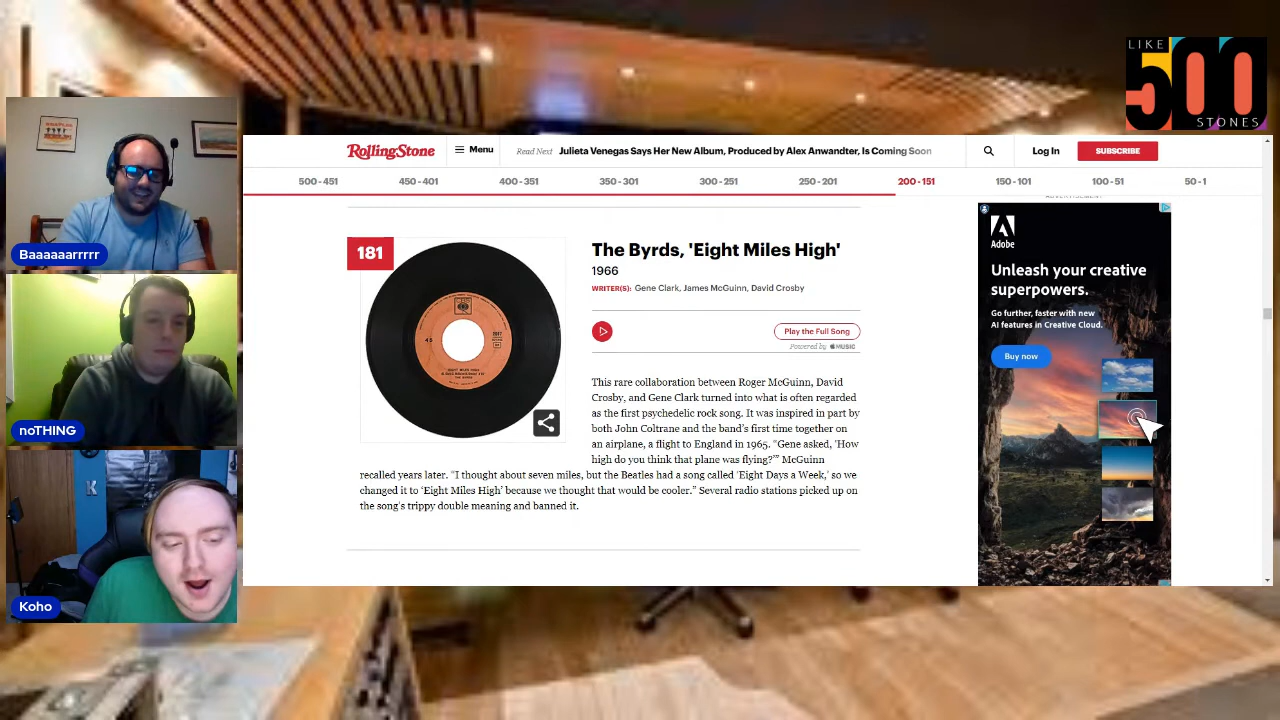 LIKE
500
STONES
RollingStone
Menu
Read Next Julieta Venegas Says Her New Album, Produced by Alex Anwandter, Is Coming Soon
Log In
SUBSCRIBE
500 - 451
450 - 401
400 - 351
350 - 301
300 - 251
250 - 201
200 - 151
150 - 101
100 - 51
50 - 1
ADVERTISEMENT
181
The Byrds, 'Eight Miles High'
1966
WRITER(S): Gene Clark, James McGuinn, David Crosby
Play the Full Song
Powered by MUSIC
This rare collaboration between Roger McGuinn, David
Crosby, and Gene Clark turned into what is often regarded
as the first psychedelic rock song. It was inspired in part by
both John Coltrane and the band’s first time together on
an airplane, a flight to England in 1965. “Gene asked, ‘How
high do you think that plane was flying?’” McGuinn
recalled years later. “I thought about seven miles, but the Beatles had a song called ‘Eight Days a Week,’ so we
changed it to ‘Eight Miles High’ because we thought that would be cooler.” Several radio stations picked up on
the song’s trippy double meaning and banned it.
Adobe
Unleash your creative
superpowers.
Go further, faster with new
AI features in Creative Cloud.
Buy now
CBS
45
Baaaaaarrrrr
noTHING
K
Koho